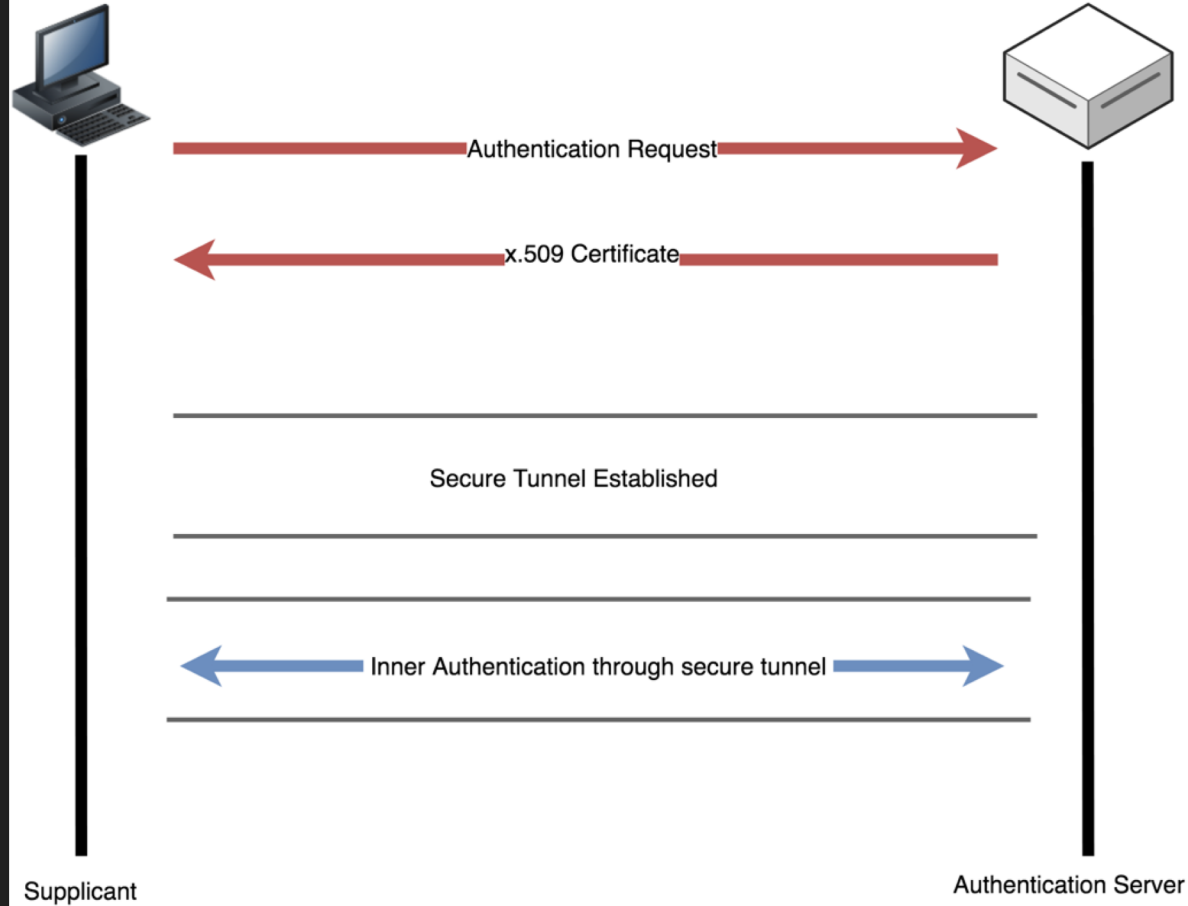 Authentication Request
x.509 Certificate
Secure Tunnel Established
Inner Authentication through secure tunnel
Supplicant
Authentication Server